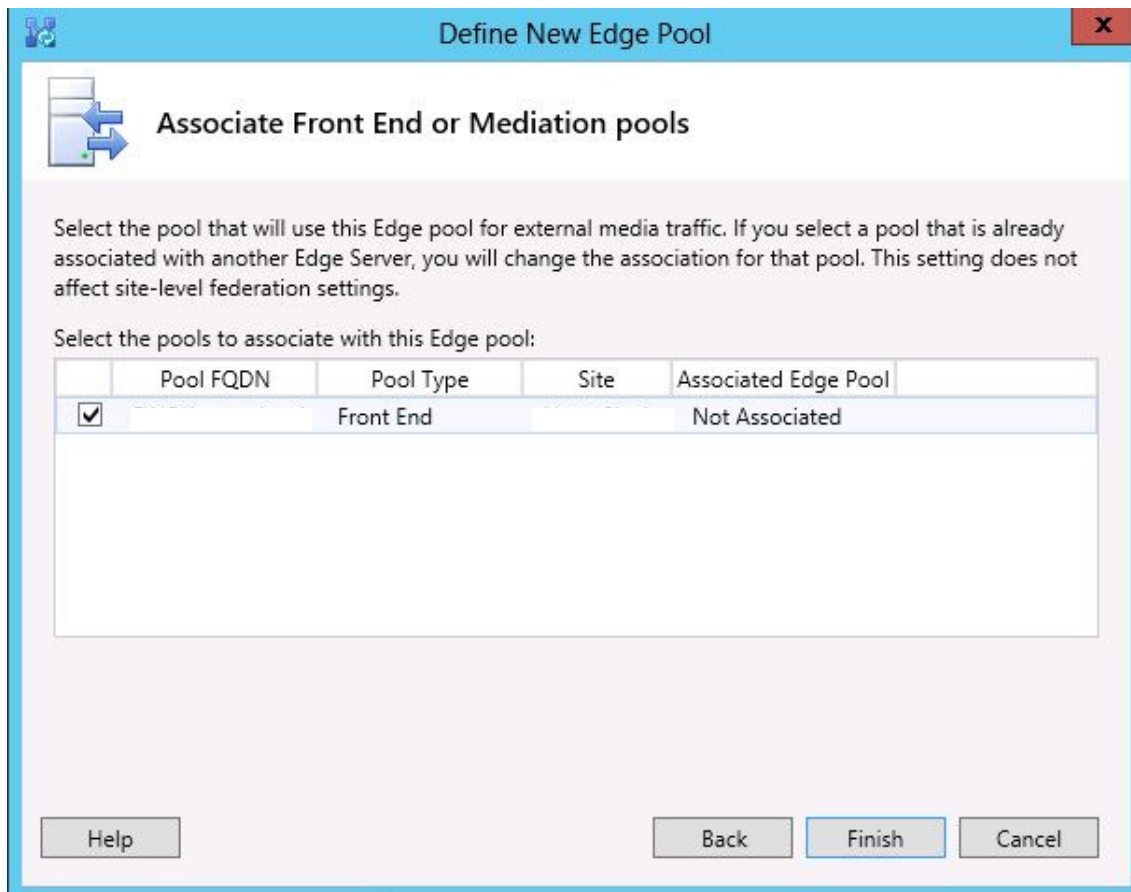 Define New Edge Pool
x
Associate Front End or Mediation pools
Select the pool that will use this Edge pool for external media traffic. If you select a pool that is already
associated with another Edge Server, you will change the association for that pool. This setting does not
affect site-level federation settings.
Select the pools to associate with this Edge pool:
Pool FQDN Pool Type Site Associated Edge Pool
Front End Not Associated
Help Back Finish Cancel